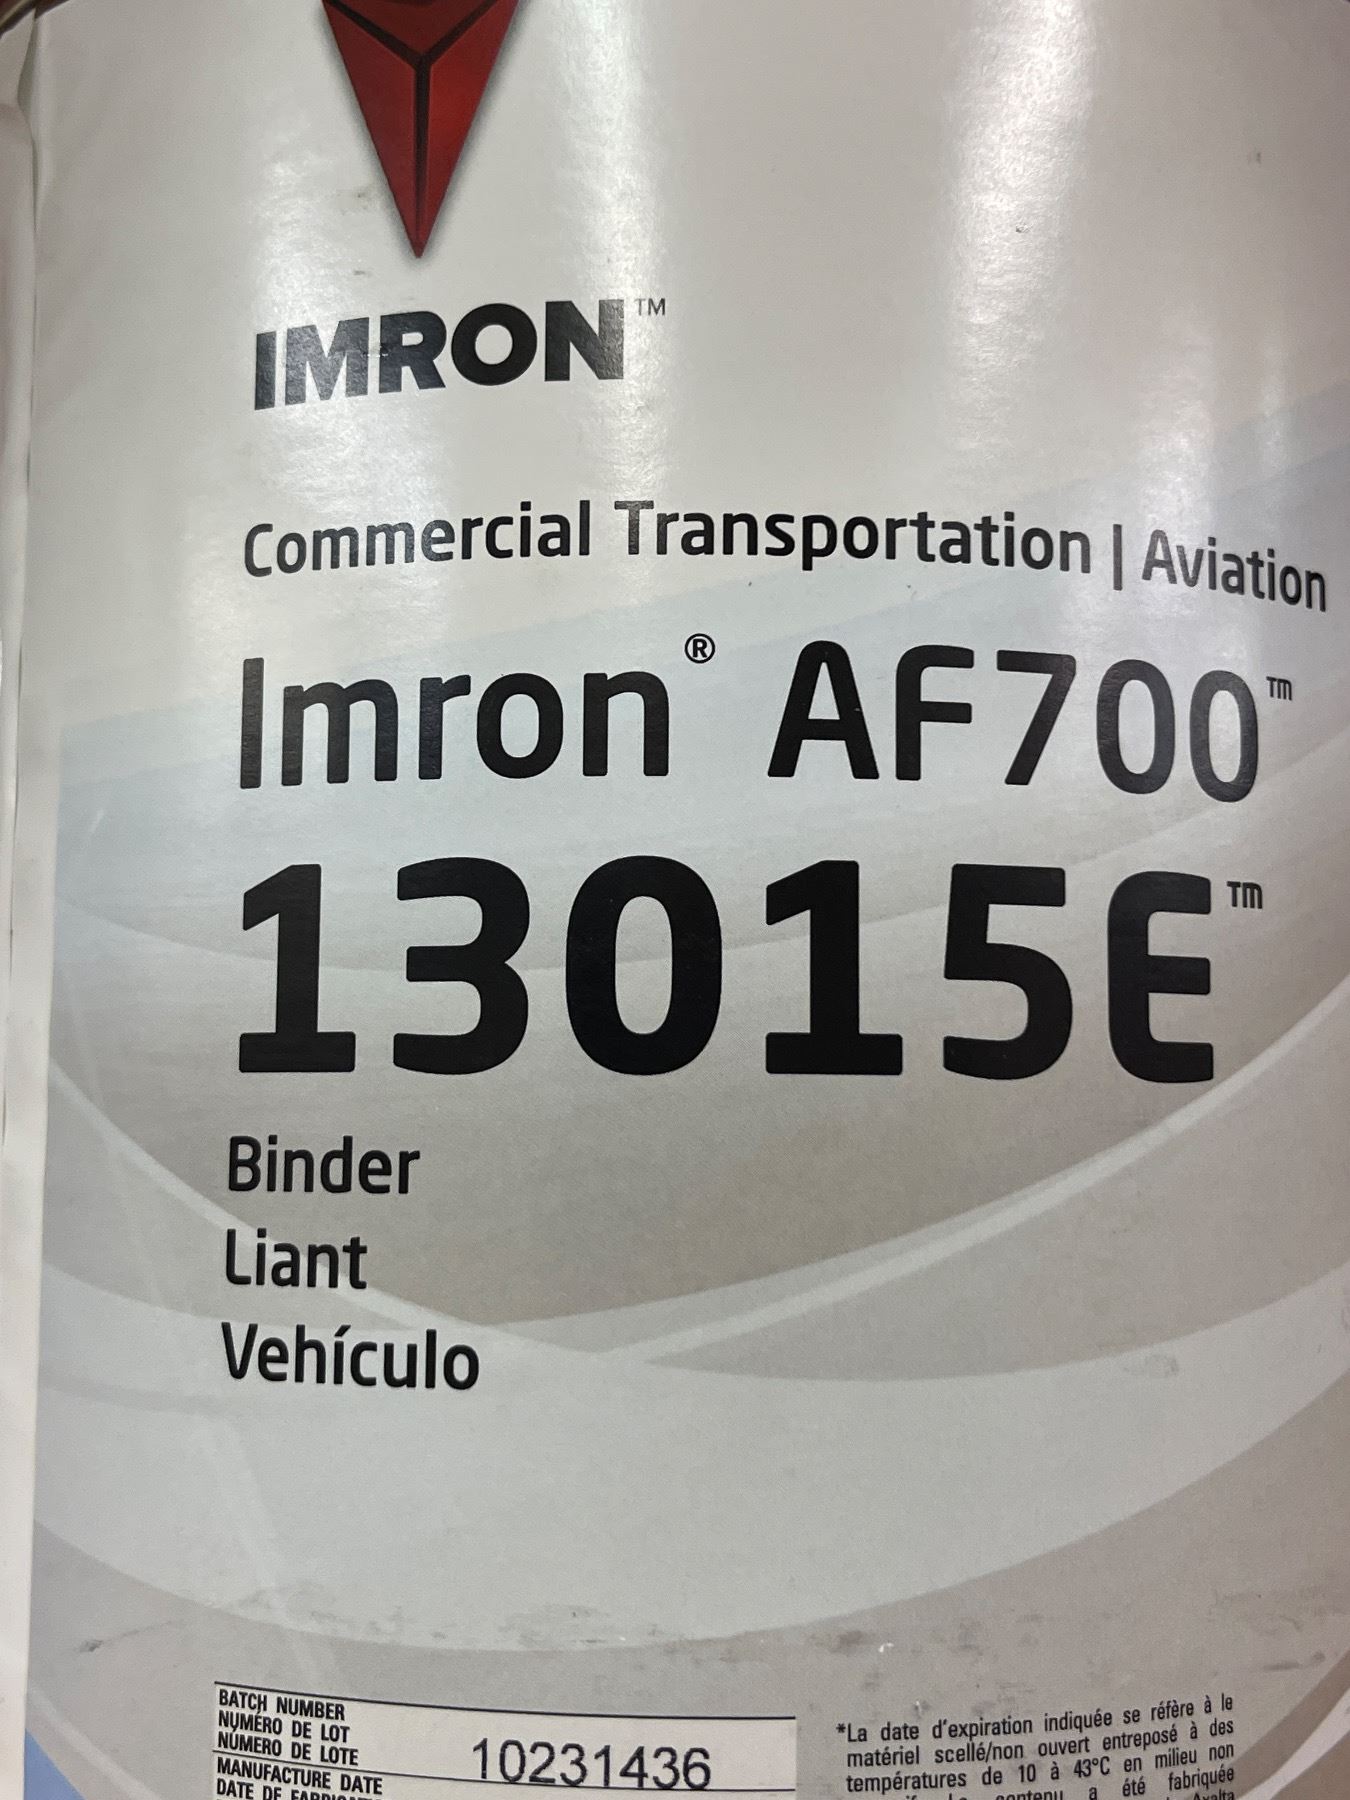 IMRON™
Commercial Transportation | Aviation
Imron® AF700™
13015E™
Binder
Liant
Vehículo
BATCH NUMBER
NUMÉRO DE LOT
NÚMERO DE LOTE
10231436
MANUFACTURE DATE
*La date d'expiration indiquée se réfère à le
matériel scellé/non ouvert entreposé à des
températures de 10 à 43°C en milieu non
a été fabriquée